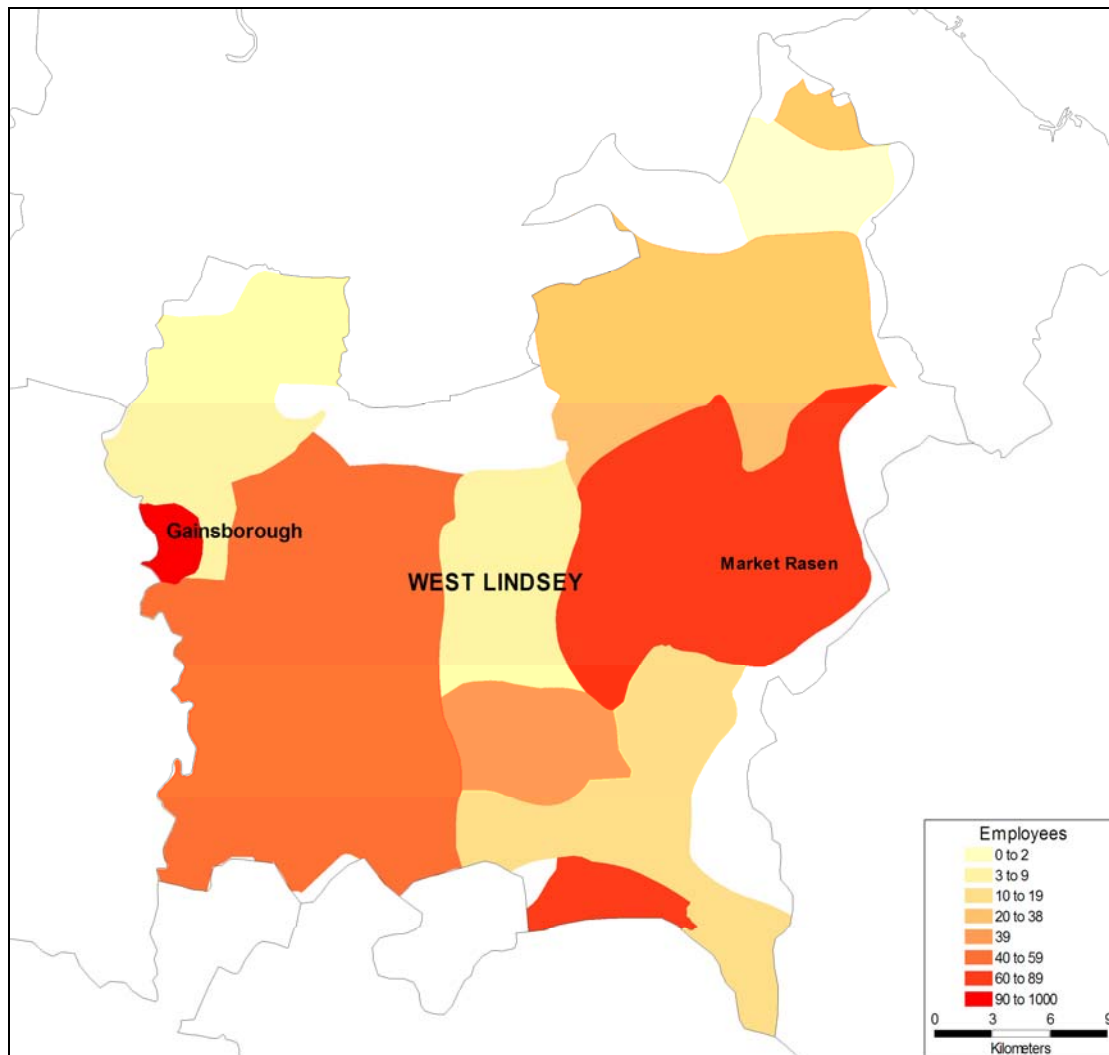 Gainsborough
WEST LINDSEY
Market Rasen
Employees
0 to 2
3 to 9
10 to 19
20 to 38
39
40 to 59
60 to 89
90 to 1000
0 3 6 9
Kilometers